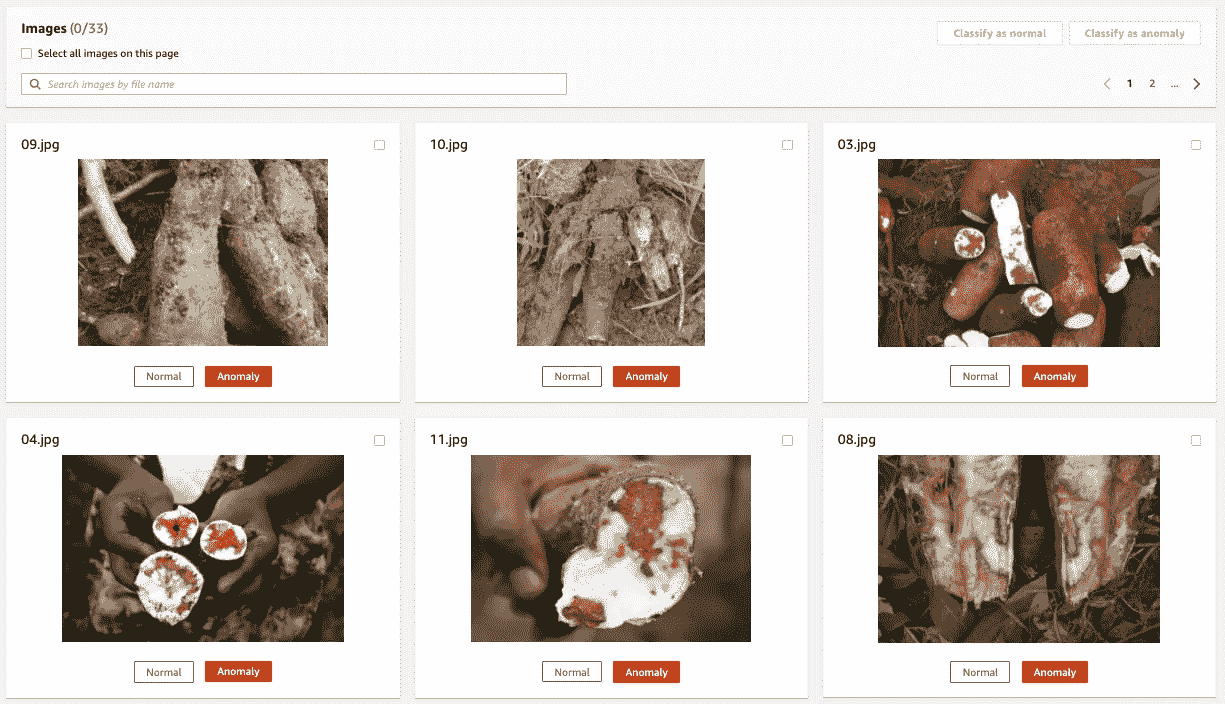 Images (0/33)
Classify as normal
Classify as anomaly
Select all images on this page
Search images by file name
1 2 ...
09.jpg
10.jpg
03.jpg
Normal Anomaly
Normal Anomaly
Normal Anomaly
04.jpg
11.jpg
08.jpg
Normal Anomaly
Normal Anomaly
Normal Anomaly